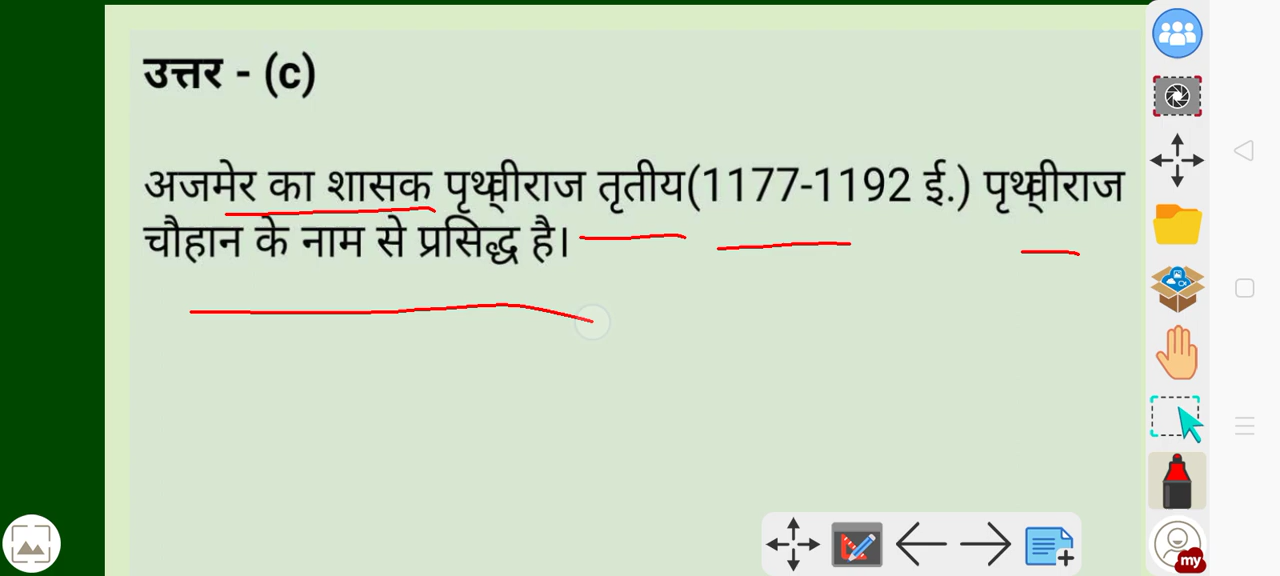 उत्तर - (c)
अजमेर का शासक पृथ्वीराज तृतीय(1177-1192 ई.) पृथ्वीराज
चौहान के नाम से प्रसिद्ध है।
my